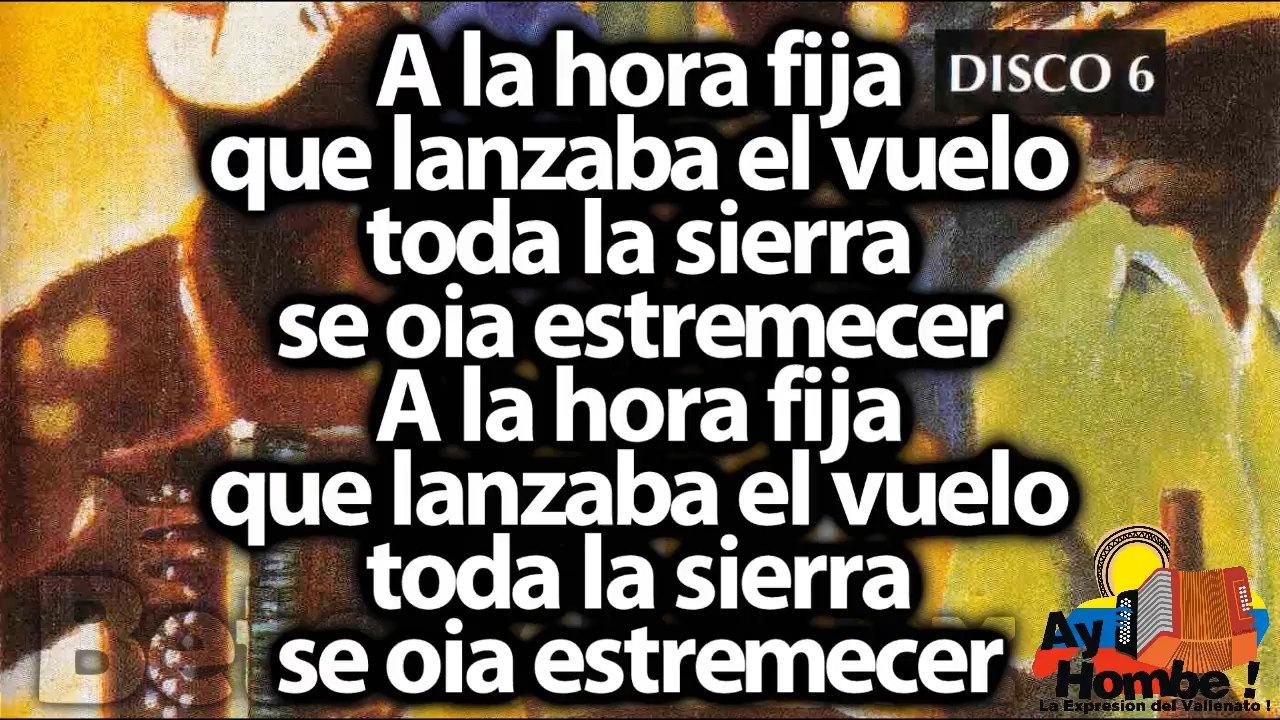 A la hora fija
DISCO 6
que lanzaba el vuelo
toda la sierra
se oia estremecer
A la hora fija
que lanzaba el vuelo
toda la sierra
se oia estremecer
Ay
Hombe !
La Expresion del Vallenato !